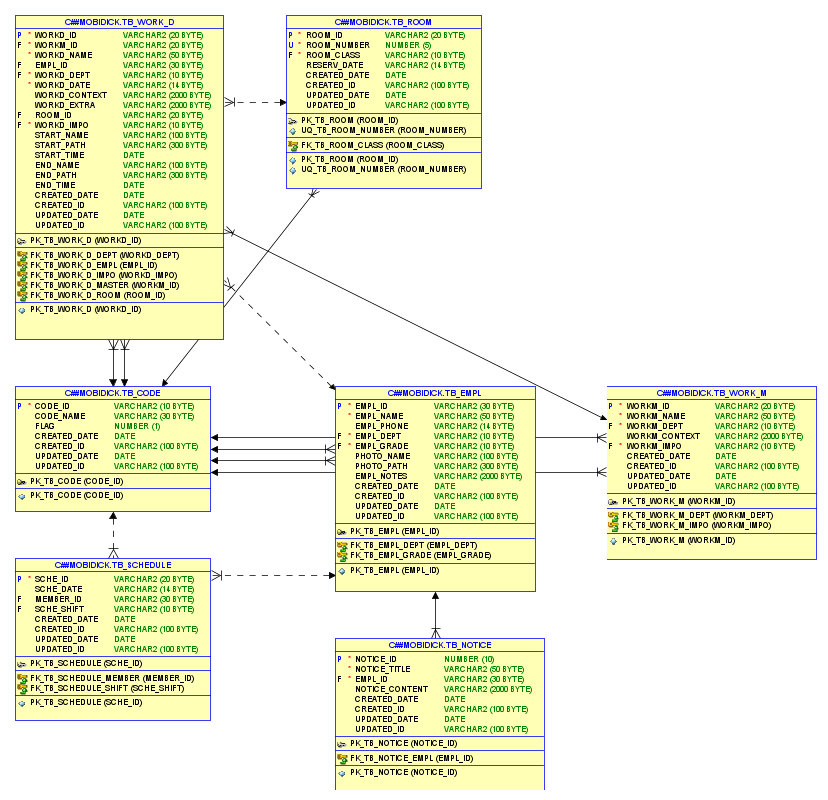 C##MOBIDICK.TB_WORK_D
P * WORKD_ID VARCHAR2 (20 BYTE)
F * WORKM_ID VARCHAR2 (20 BYTE)
* WORKD_NAME VARCHAR2 (50 BYTE)
F EMPL_ID VARCHAR2 (30 BYTE)
F * WORKD_DEPT VARCHAR2 (10 BYTE)
* WORKD_DATE VARCHAR2 (14 BYTE)
WORKD_CONTEXT VARCHAR2 (2000 BYTE)
WORKD_EXTRA VARCHAR2 (2000 BYTE)
F ROOM_ID VARCHAR2 (20 BYTE)
F * WORKD_IMPO VARCHAR2 (10 BYTE)
START_NAME VARCHAR2 (100 BYTE)
START_PATH VARCHAR2 (300 BYTE)
START_TIME DATE
END_NAME VARCHAR2 (100 BYTE)
END_PATH VARCHAR2 (300 BYTE)
END_TIME DATE
CREATED_DATE DATE
CREATED_ID VARCHAR2 (100 BYTE)
UPDATED_DATE DATE
UPDATED_ID VARCHAR2 (100 BYTE)
PK_TB_WORK_D (WORKD_ID)
FK_TB_WORK_D_DEPT (WORKD_DEPT)
FK_TB_WORK_D_EMPL (EMPL_ID)
FK_TB_WORK_D_IMPO (WORKD_IMPO)
FK_TB_WORK_D_MASTER (WORKM_ID)
FK_TB_WORK_D_ROOM (ROOM_ID)
PK_TB_WORK_D (WORKD_ID)
C##MOBIDICK.TB_ROOM
P * ROOM_ID VARCHAR2 (20 BYTE)
U * ROOM_NUMBER NUMBER (5)
F * ROOM_CLASS VARCHAR2 (10 BYTE)
RESERV_DATE VARCHAR2 (14 BYTE)
CREATED_DATE DATE
CREATED_ID VARCHAR2 (100 BYTE)
UPDATED_DATE DATE
UPDATED_ID VARCHAR2 (100 BYTE)
PK_TB_ROOM (ROOM_ID)
UQ_TB_ROOM_NUMBER (ROOM_NUMBER)
FK_TB_ROOM_CLASS (ROOM_CLASS)
PK_TB_ROOM (ROOM_ID)
UQ_TB_ROOM_NUMBER (ROOM_NUMBER)
C##MOBIDICK.TB_CODE
P * CODE_ID VARCHAR2 (10 BYTE)
CODE_NAME VARCHAR2 (30 BYTE)
FLAG NUMBER (1)
CREATED_DATE DATE
CREATED_ID VARCHAR2 (100 BYTE)
UPDATED_DATE DATE
UPDATED_ID VARCHAR2 (100 BYTE)
PK_TB_CODE (CODE_ID)
PK_TB_CODE (CODE_ID)
C##MOBIDICK.TB_EMPL
P * EMPL_ID VARCHAR2 (30 BYTE)
* EMPL_NAME VARCHAR2 (50 BYTE)
EMPL_PHONE VARCHAR2 (14 BYTE)
F * EMPL_DEPT VARCHAR2 (10 BYTE)
F * EMPL_GRADE VARCHAR2 (10 BYTE)
PHOTO_NAME VARCHAR2 (100 BYTE)
PHOTO_PATH VARCHAR2 (300 BYTE)
EMPL_NOTES VARCHAR2 (2000 BYTE)
CREATED_DATE DATE
CREATED_ID VARCHAR2 (100 BYTE)
UPDATED_DATE DATE
UPDATED_ID VARCHAR2 (100 BYTE)
PK_TB_EMPL (EMPL_ID)
FK_TB_EMPL_DEPT (EMPL_DEPT)
FK_TB_EMPL_GRADE (EMPL_GRADE)
PK_TB_EMPL (EMPL_ID)
C##MOBIDICK.TB_WORK_M
P * WORKM_ID VARCHAR2 (20 BYTE)
* WORKM_NAME VARCHAR2 (50 BYTE)
F * WORKM_DEPT VARCHAR2 (10 BYTE)
WORKM_CONTEXT VARCHAR2 (2000 BYTE)
F * WORKM_IMPO VARCHAR2 (10 BYTE)
CREATED_DATE DATE
CREATED_ID VARCHAR2 (100 BYTE)
UPDATED_DATE DATE
UPDATED_ID VARCHAR2 (100 BYTE)
PK_TB_WORK_M (WORKM_ID)
FK_TB_WORK_M_DEPT (WORKM_DEPT)
FK_TB_WORK_M_IMPO (WORKM_IMPO)
PK_TB_WORK_M (WORKM_ID)
C##MOBIDICK.TB_SCHEDULE
P * SCHE_ID VARCHAR2 (20 BYTE)
SCHE_DATE VARCHAR2 (14 BYTE)
F MEMBER_ID VARCHAR2 (30 BYTE)
F SCHE_SHIFT VARCHAR2 (10 BYTE)
CREATED_DATE DATE
CREATED_ID VARCHAR2 (100 BYTE)
UPDATED_DATE DATE
UPDATED_ID VARCHAR2 (100 BYTE)
PK_TB_SCHEDULE (SCHE_ID)
FK_TB_SCHEDULE_MEMBER (MEMBER_ID)
FK_TB_SCHEDULE_SHIFT (SCHE_SHIFT)
PK_TB_SCHEDULE (SCHE_ID)
C##MOBIDICK.TB_NOTICE
P * NOTICE_ID NUMBER (10)
* NOTICE_TITLE VARCHAR2 (50 BYTE)
F * EMPL_ID VARCHAR2 (30 BYTE)
NOTICE_CONTENT VARCHAR2 (2000 BYTE)
CREATED_DATE DATE
CREATED_ID VARCHAR2 (100 BYTE)
UPDATED_DATE DATE
UPDATED_ID VARCHAR2 (100 BYTE)
PK_TB_NOTICE (NOTICE_ID)
FK_TB_NOTICE_EMPL (EMPL_ID)
PK_TB_NOTICE (NOTICE_ID)